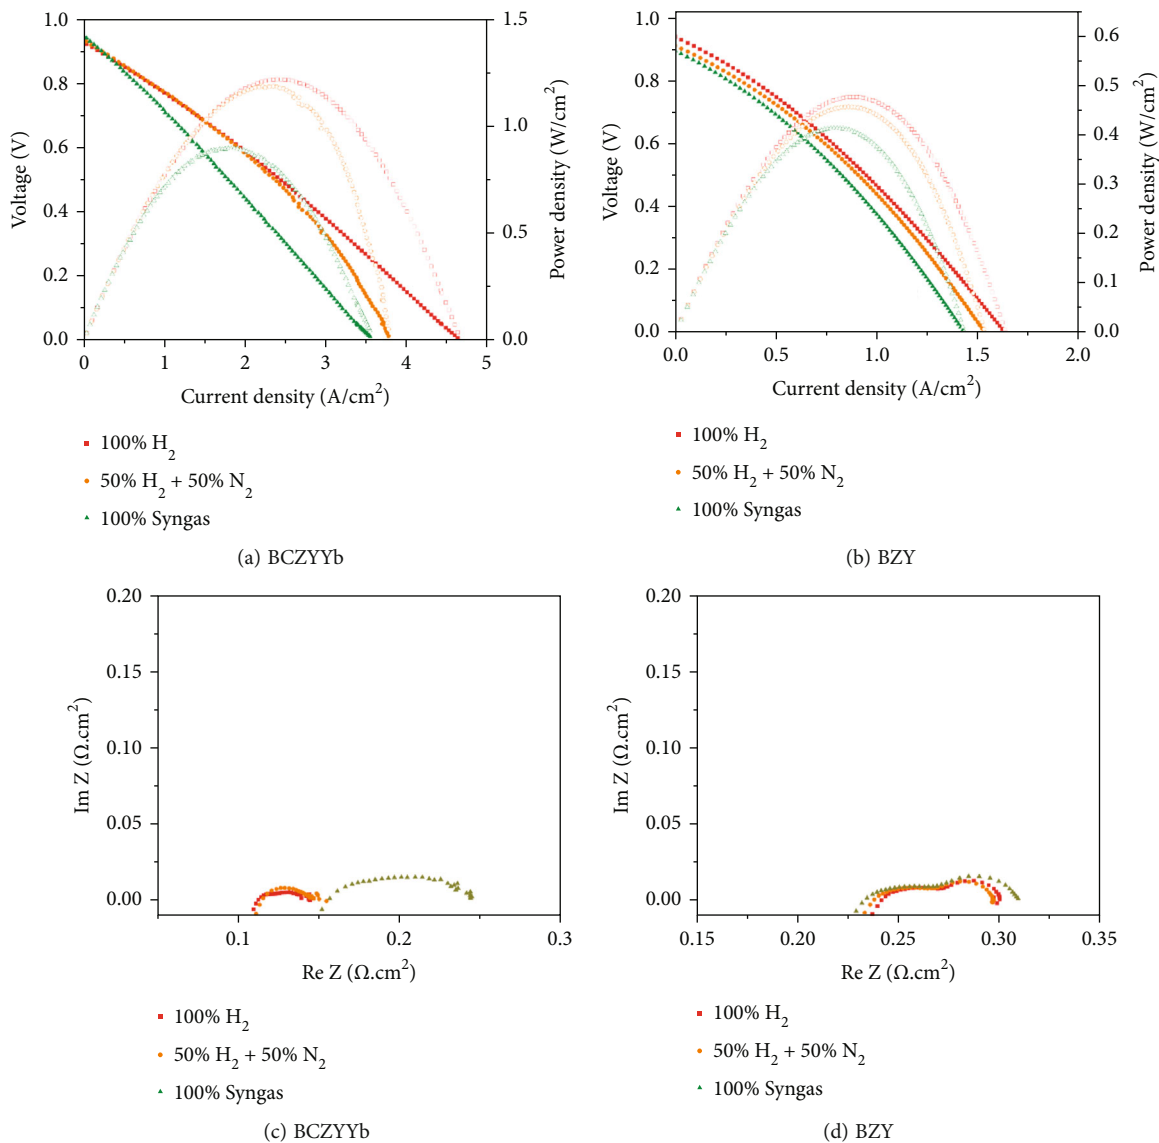 1.0
0.8
0.6
0.4
0.2
0.0
Voltage (V)
1.5
1.0
0.5
0.0
Power density (W/cm²)
0
1
2
3
4
5
Current density (A/cm²)
100% H₂
50% H₂ + 50% N₂
100% Syngas
(a) BCZYYb
1.0
0.8
0.6
0.4
0.2
0.0
Voltage (V)
0.6
0.5
0.4
0.3
0.2
0.1
0.0
Power density (W/cm²)
0.0
0.5
1.0
1.5
2.0
Current density (A/cm²)
100% H₂
50% H₂ + 50% N₂
100% Syngas
(b) BZY
0.20
0.15
0.10
0.05
0.00
Im Z (Ω.cm²)
0.1
0.2
0.3
Re Z (Ω.cm²)
100% H₂
50% H₂ + 50% N₂
100% Syngas
(c) BCZYYb
0.20
0.15
0.10
0.05
0.00
Im Z (Ω.cm²)
0.15
0.20
0.25
0.30
0.35
Re Z (Ω.cm²)
100% H₂
50% H₂ + 50% N₂
100% Syngas
(d) BZY